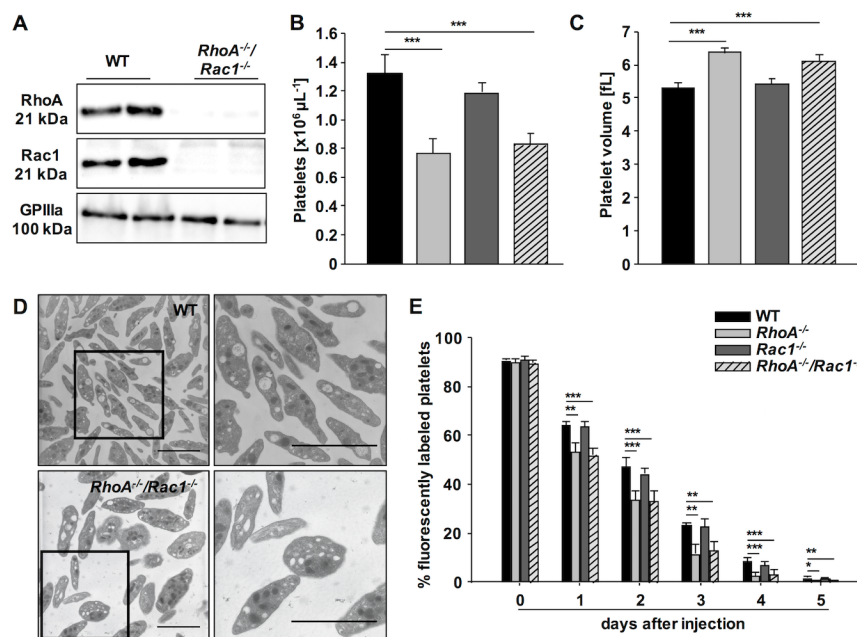 A
WT
RhoA-/-/
Rac1-/-
RhoA
21 kDa
Rac1
21 kDa
GPIIIa
100 kDa
B
***
***
Platelets [x10⁶ µL⁻¹]
1.6
1.4
1.2
1.0
0.8
0.6
0.4
0.2
0
C
***
***
Platelet volume [fL]
7
6
5
4
3
2
1
0
D
WT
RhoA-/-/Rac1-/-
E
WT
RhoA-/-
Rac1-/-
RhoA-/-/Rac1-
% fluorescently labeled platelets
100
80
60
40
20
0
***
**
***
***
**
**
***
***
**
*
0 1 2 3 4 5
days after injection